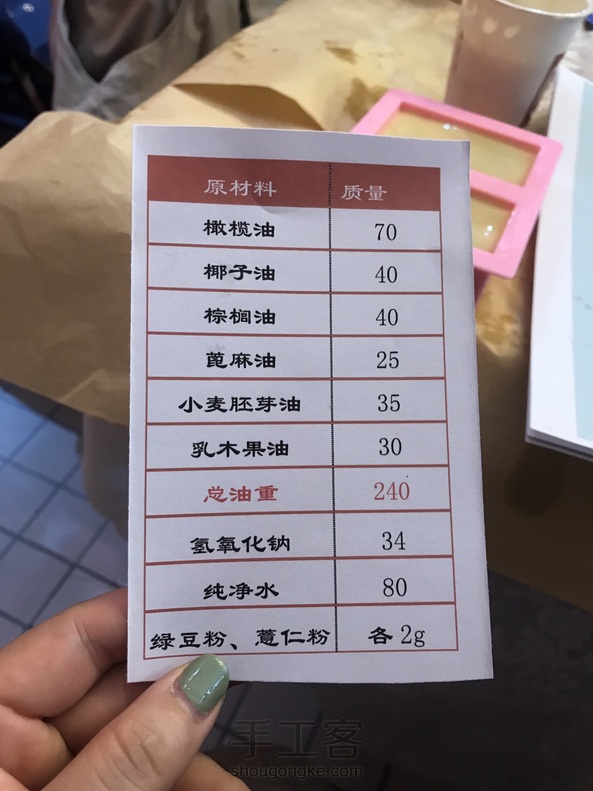 原材料 质量
橄榄油 70
椰子油 40
棕榈油 40
蓖麻油 25
小麦胚芽油 35
乳木果油 30
总油重 240
氢氧化钠 34
纯净水 80
绿豆粉、薏仁粉 各2g
手工客
shougongke.com